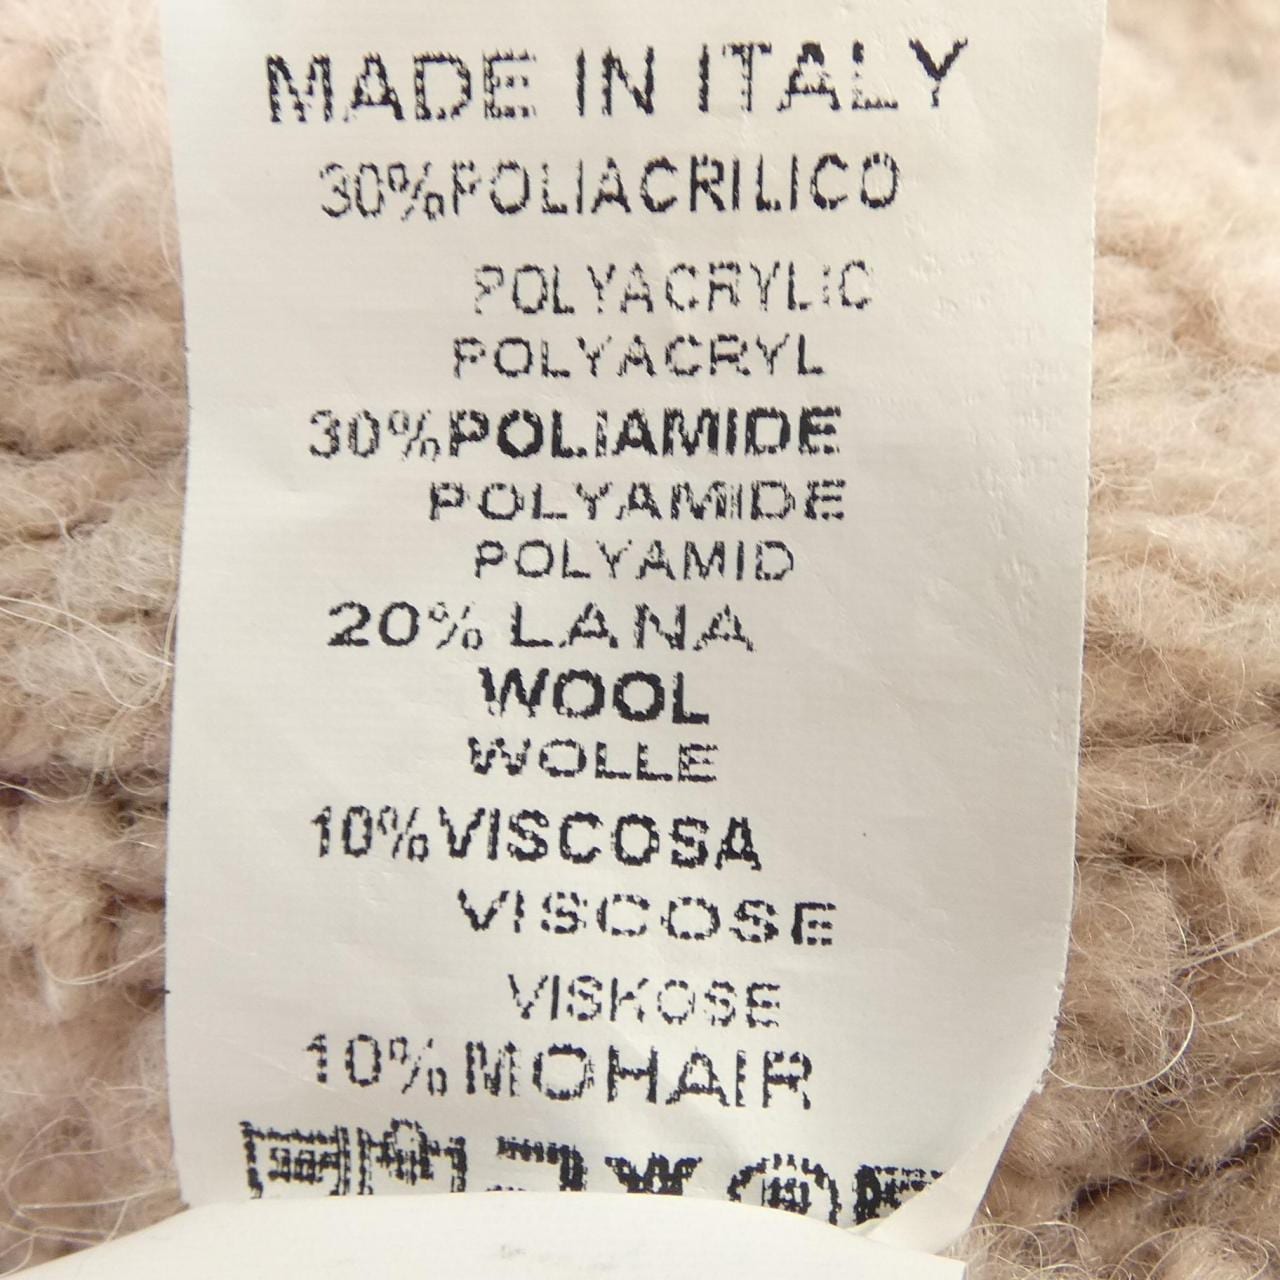 MADE IN ITALY
30%POLIACRILICO
POLYACRYLIC
POLYACRYL
30%POLIAMIDE
POLYAMIDE
POLYAMID
20% LANA
WOOL
WOLLE
10%VISCOSA
VISCOSE
VISKOSE
10%MOHAIR